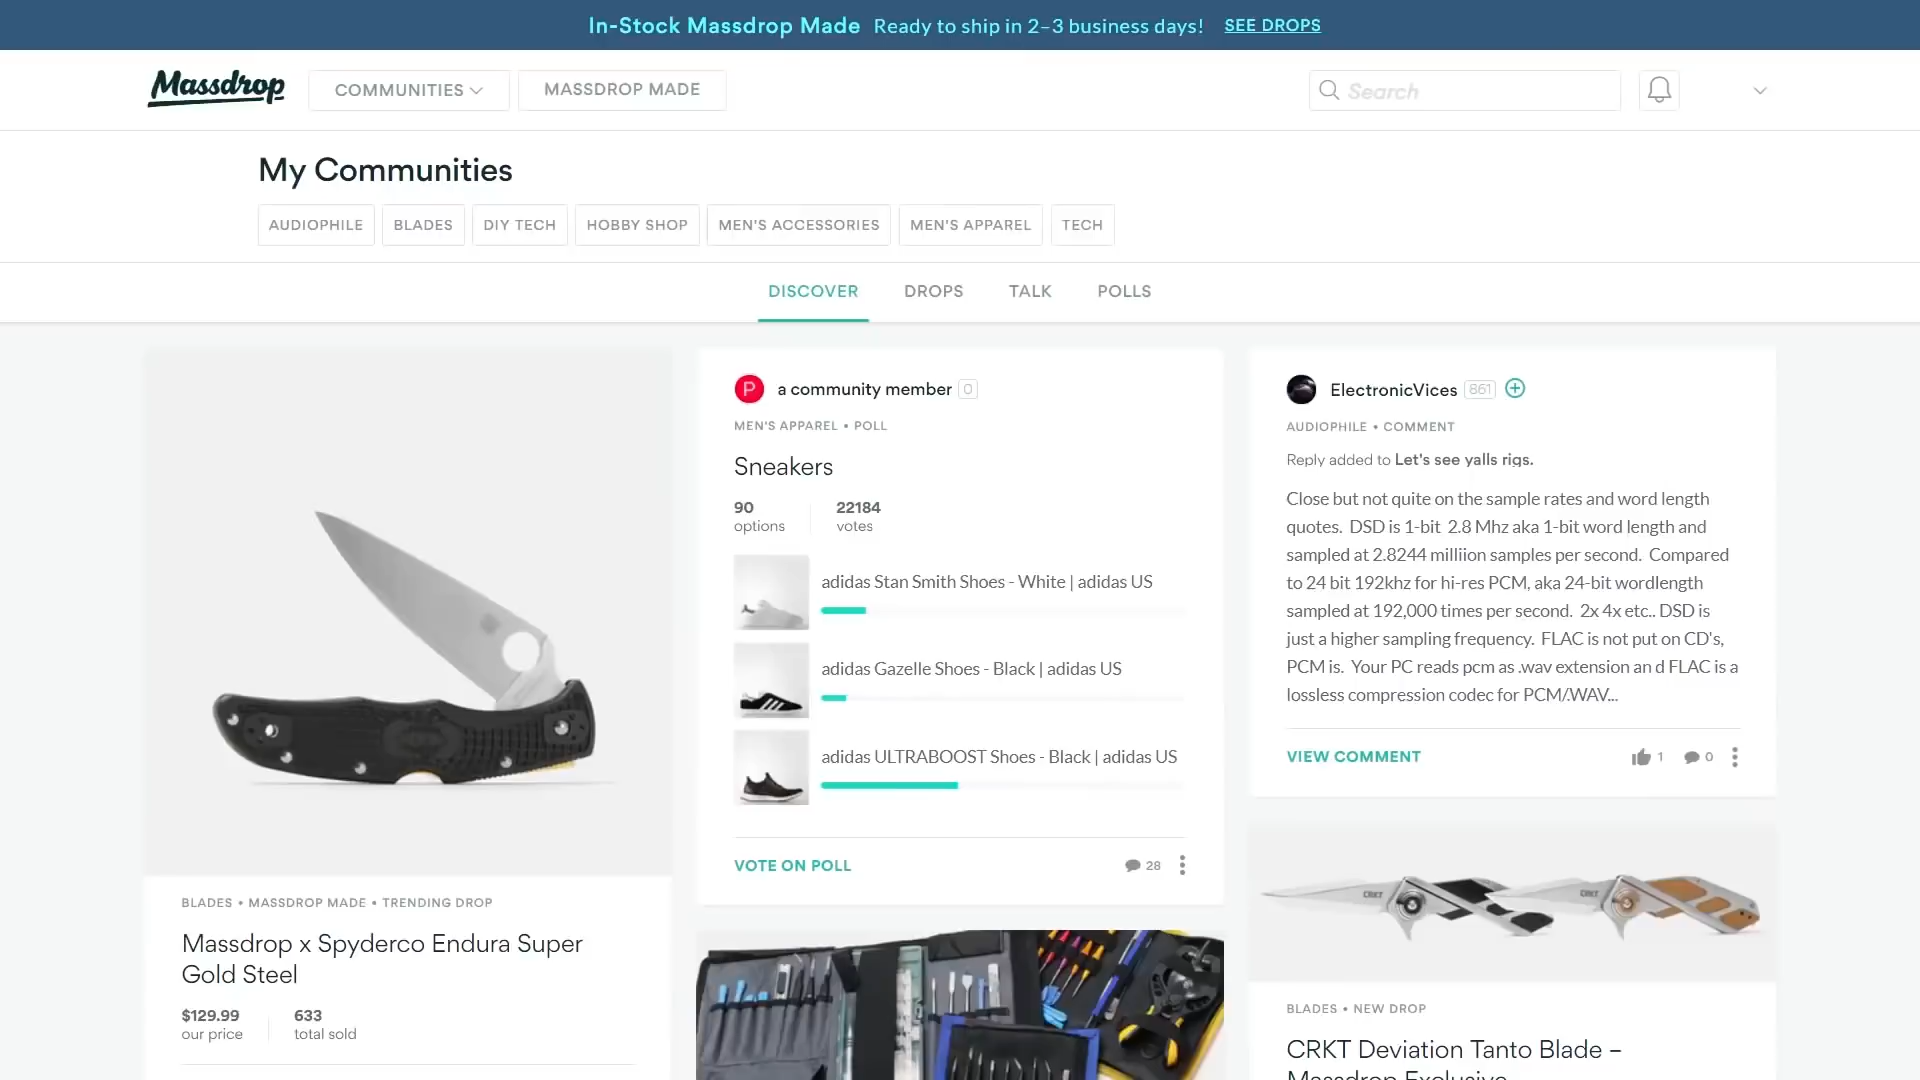 In-Stock Massdrop Made Ready to ship in 2–3 business days! SEE DROPS
Massdrop
COMMUNITIES
MASSDROP MADE
Search
My Communities
AUDIOPHILE
BLADES
DIY TECH
HOBBY SHOP
MEN'S ACCESSORIES
MEN'S APPAREL
TECH
DISCOVER
DROPS
TALK
POLLS
BLADES • MASSDROP MADE • TRENDING DROP
Massdrop x Spyderco Endura Super
Gold Steel
$129.99
our price
633
total sold
P
a community member 0
MEN'S APPAREL • POLL
Sneakers
90
options
22184
votes
adidas Stan Smith Shoes - White | adidas US
adidas Gazelle Shoes - Black | adidas US
adidas ULTRABOOST Shoes - Black | adidas US
VOTE ON POLL
28
ElectronicVices 861
AUDIOPHILE • COMMENT
Reply added to Let's see yalls rigs.
Close but not quite on the sample rates and word length
quotes. DSD is 1-bit 2.8 Mhz aka 1-bit word length and
sampled at 2.8244 milliion samples per second. Compared
to 24 bit 192khz for hi-res PCM, aka 24-bit wordlength
sampled at 192,000 times per second. 2x 4x etc.. DSD is
just a higher sampling frequency. FLAC is not put on CD's,
PCM is. Your PC reads pcm as .wav extension an d FLAC is a
lossless compression codec for PCM/.WAV...
VIEW COMMENT
1
0
CRKT
CRKT
BLADES • NEW DROP
CRKT Deviation Tanto Blade –
Massdrop Exclusive